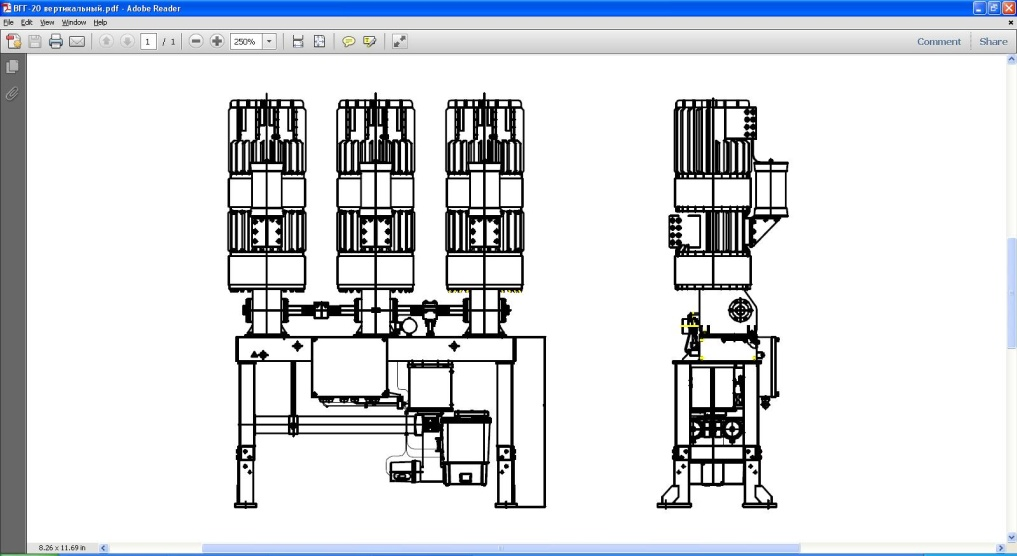 ВГГ-20 вертикальный.pdf - Adobe Reader
File Edit View Window Help
1 / 1 250% Comment Share
8.26 x 11.69 in